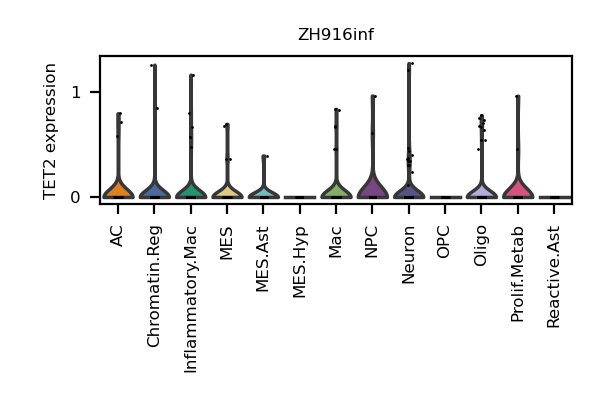 ZH916inf
TET2 expression
1
0
AC
Chromatin.Reg
Inflammatory.Mac
MES
MES.Ast
MES.Hyp
Mac
NPC
Neuron
OPC
Oligo
Prolif.Metab
Reactive.Ast